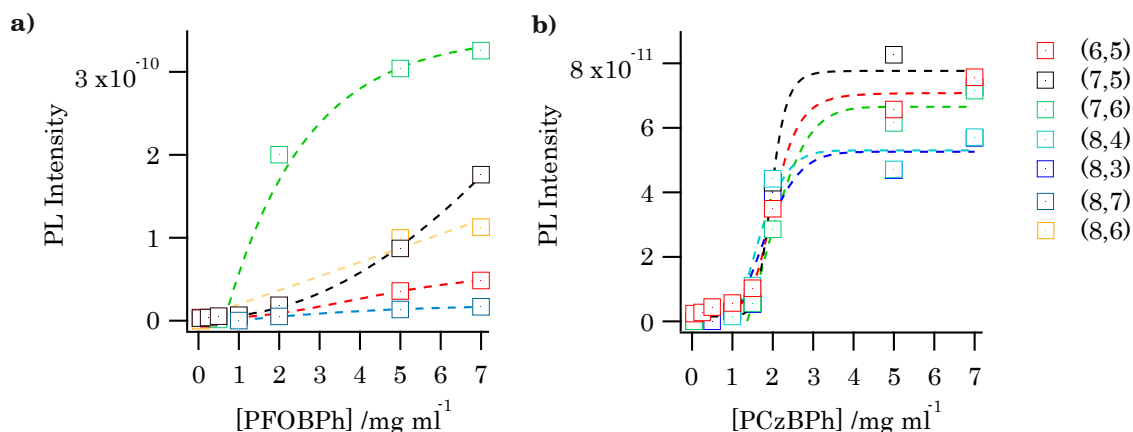 a)
PL Intensity
3 x10⁻¹⁰
2
1
0
0 1 2 3 4 5 6 7
[PFOBPh] /mg ml⁻¹
b)
PL Intensity
8 x10⁻¹¹
6
4
2
0
0 1 2 3 4 5 6 7
[PCzBPh] /mg ml⁻¹
(6,5)
(7,5)
(7,6)
(8,4)
(8,3)
(8,7)
(8,6)